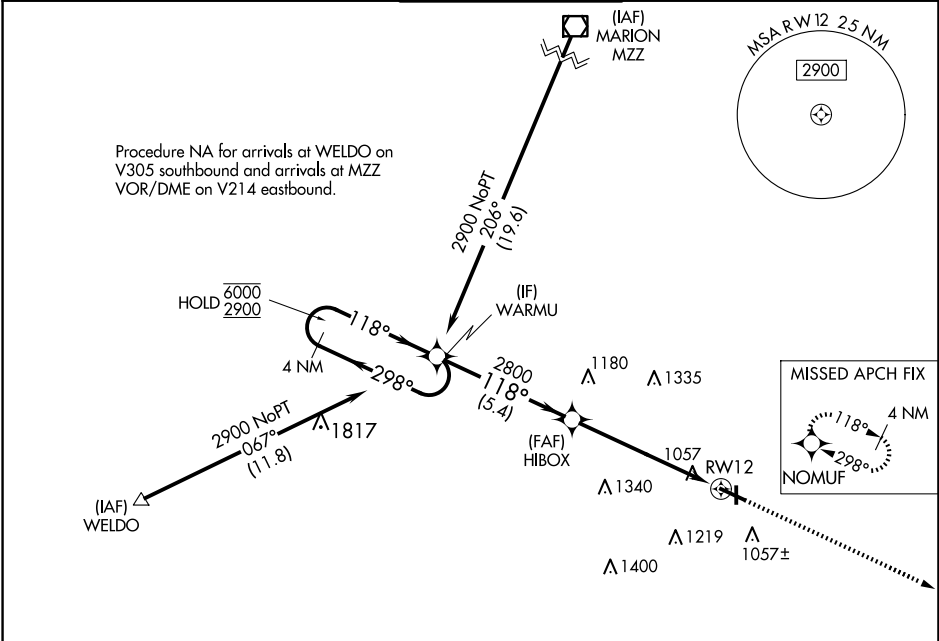 (IAF)
MARION
MZZ
MSA RW12 25 NM
2900
Procedure NA for arrivals at WELDO on
V305 southbound and arrivals at MZZ
VOR/DME on V214 eastbound.
2900 NoPT
206°
(19.6)
HOLD 6000
2900
118°
4 NM
298°
(IF)
WARMU
2800
118°
(5.4)
1180
1335
MISSED APCH FIX
118°
4 NM
298°
NOMUF
2900 NoPT
067°
(11.8)
1817
(FAF)
HIBOX
1057
RW12
1340
(IAF)
WELDO
1219
1057±
1400